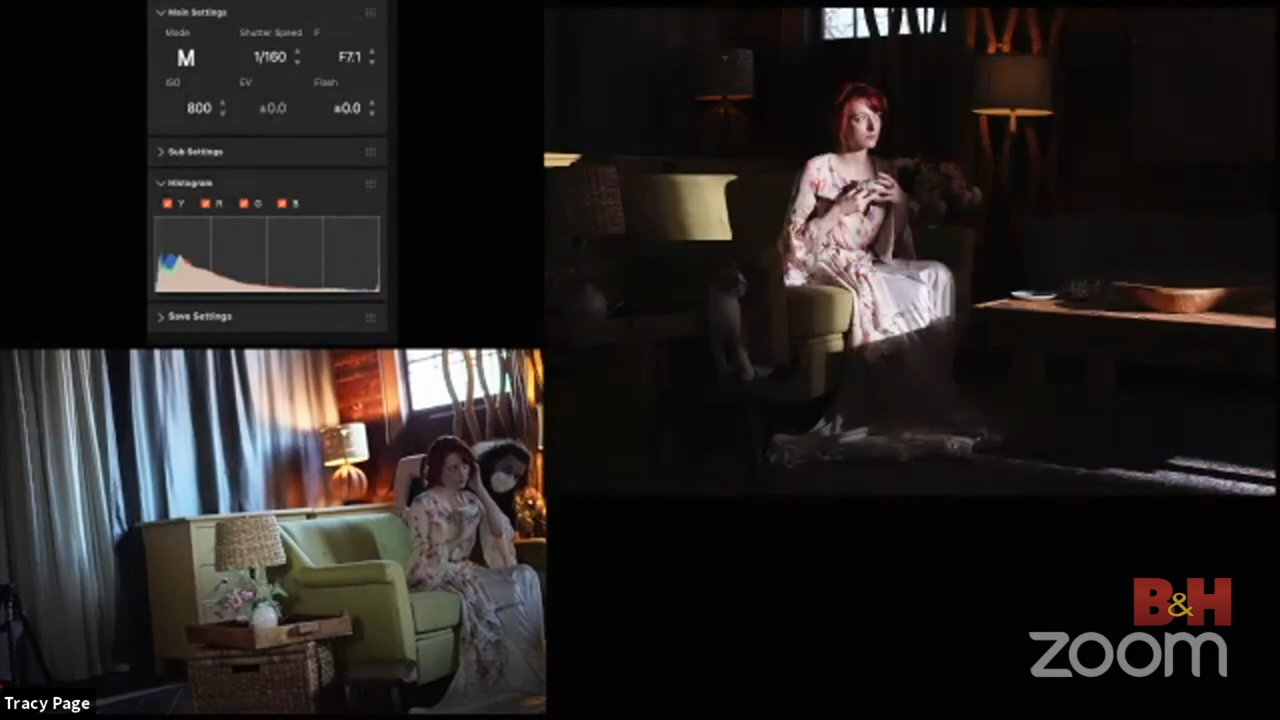 Main Settings
Mode Shutter Speed F
M 1/160 F7.1
ISO EV Flash
800 ±0.0 ±0.0
Sub Settings
Histogram
Y R G B
Save Settings
B&H
zoom
Tracy Page